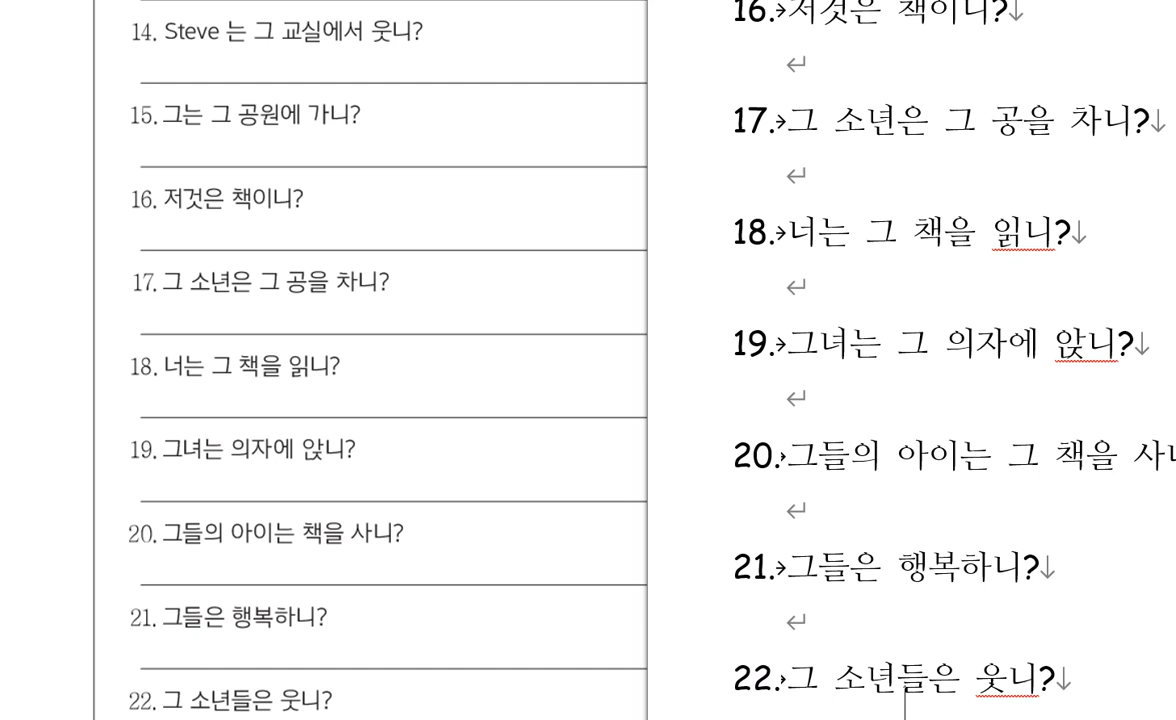 14. Steve 는 그 교실에서 웃니?
15. 그는 그 공원에 가니?
16. 저것은 책이니?
17. 그 소년은 그 공을 차니?
18. 너는 그 책을 읽니?
19. 그녀는 의자에 앉니?
20. 그들의 아이는 책을 사니?
21. 그들은 행복하니?
22. 그 소년들은 웃니?
16.→저것은 책이니?↓
↵
17.→그 소년은 그 공을 차니?↓
↵
18.→너는 그 책을 읽니?↓
↵
19.→그녀는 그 의자에 앉니?↓
↵
20.→그들의 아이는 그 책을 사
↵
21.→그들은 행복하니?↓
↵
22.→그 소년들은 웃니?↓